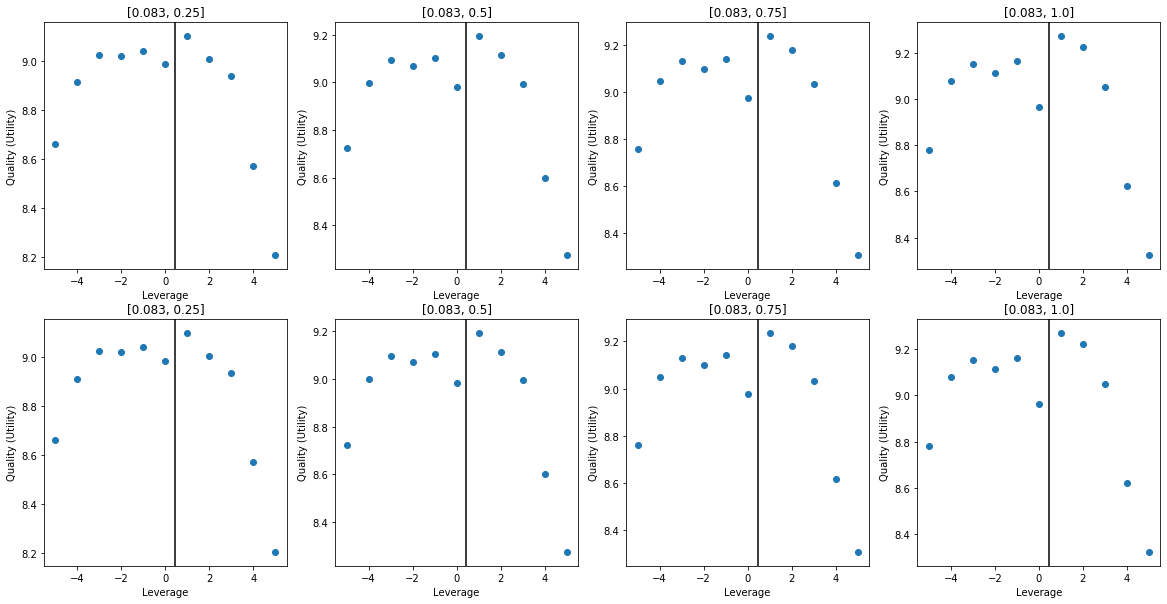 [0.083, 0.25] [0.083, 0.5] [0.083, 0.75] [0.083, 1.0]
Quality (Utility) Quality (Utility) Quality (Utility) Quality (Utility)
9.0 9.2 9.2 9.2
8.8 9.0 9.0 9.0
8.6 8.8 8.8 8.8
8.4 8.6 8.6 8.6
8.2 8.4 8.4 8.4
−4 −2 0 2 4 −4 −2 0 2 4 −4 −2 0 2 4 −4 −2 0 2 4
Leverage Leverage Leverage Leverage
[0.083, 0.25] [0.083, 0.5] [0.083, 0.75] [0.083, 1.0]
Quality (Utility) Quality (Utility) Quality (Utility) Quality (Utility)
9.0 9.2 9.2 9.2
8.8 9.0 9.0 9.0
8.6 8.8 8.8 8.8
8.4 8.6 8.6 8.6
8.2 8.4 8.4 8.4
−4 −2 0 2 4 −4 −2 0 2 4 −4 −2 0 2 4 −4 −2 0 2 4
Leverage Leverage Leverage Leverage